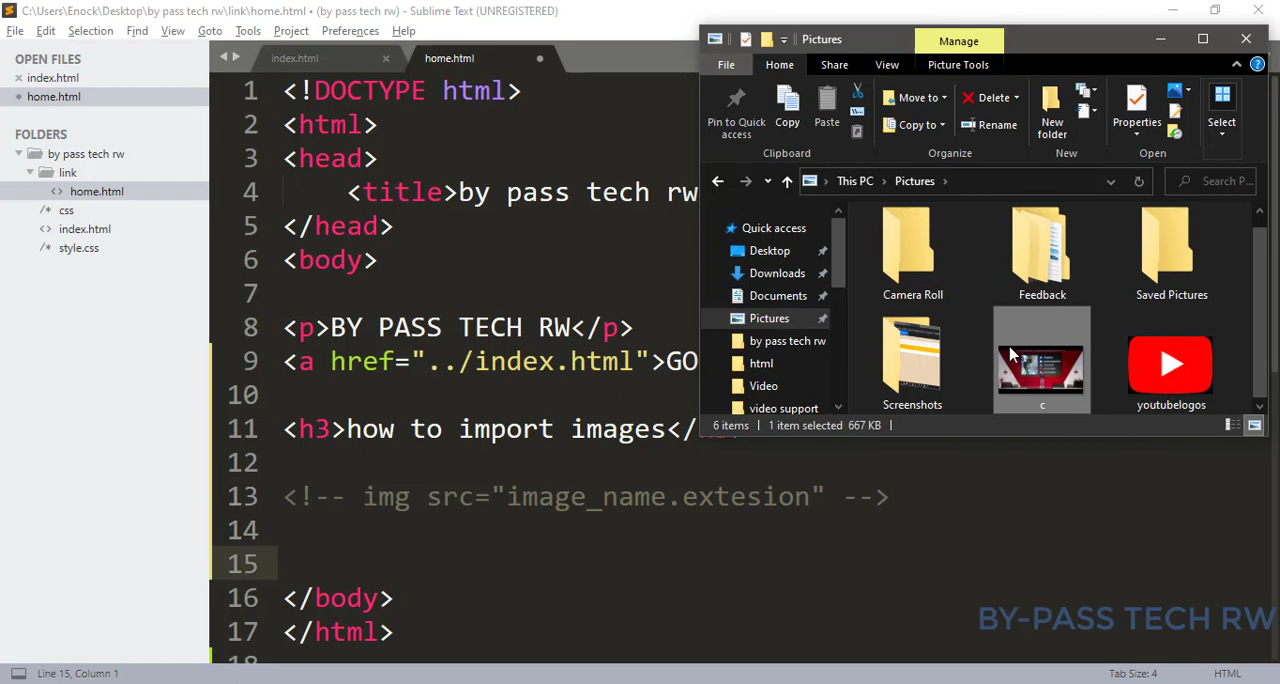 C:\Users\Enock\Desktop\by pass tech rw\link\home.html • (by pass tech rw) - Sublime Text (UNREGISTERED)
File Edit Selection Find View Goto Tools Project Preferences Help
OPEN FILES
index.html
home.html
FOLDERS
by pass tech rw
link
home.html
css
index.html
style.css
index.html
home.html
1 <!DOCTYPE html>
2 <html>
3 <head>
4 <title>by pass tech rw
5 </head>
6 <body>
7
8 <p>BY PASS TECH RW</p>
9 <a href="../index.html">GO
10
11 <h3>how to import images</
12
13 <!-- img src="image_name.extesion" -->
14
15
16 </body>
17 </html>
18
Pictures
Manage
File Home Share View Picture Tools
Pin to Quick access
Copy
Paste
Clipboard
Move to
Copy to
Delete
Rename
Organize
New folder
New
Properties
Open
Select
This PC > Pictures >
Search P...
Quick access
Desktop
Downloads
Documents
Pictures
by pass tech rw
html
Video
video support
Camera Roll
Feedback
Saved Pictures
Screenshots
c
youtubelogos
6 items
1 item selected 667 KB
BY-PASS TECH RW
Line 15, Column 1
Tab Size: 4
HTML